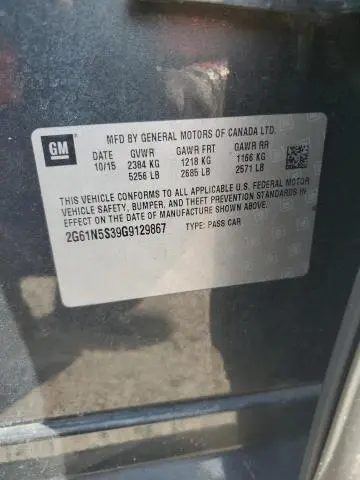 GM
MFD BY GENERAL MOTORS OF CANADA LTD.
DATE GVWR GAWR FRT GAWR RR
10/15 2384 KG 1218 KG 1166 KG
5256 LB 2685 LB 2571 LB
THIS VEHICLE CONFORMS TO ALL APPLICABLE U.S. FEDERAL MOTOR
VEHICLE SAFETY, BUMPER, AND THEFT PREVENTION STANDARDS IN
EFFECT ON THE DATE OF MANUFACTURE SHOWN ABOVE.
2G61N5S39G9129867 TYPE: PASS CAR